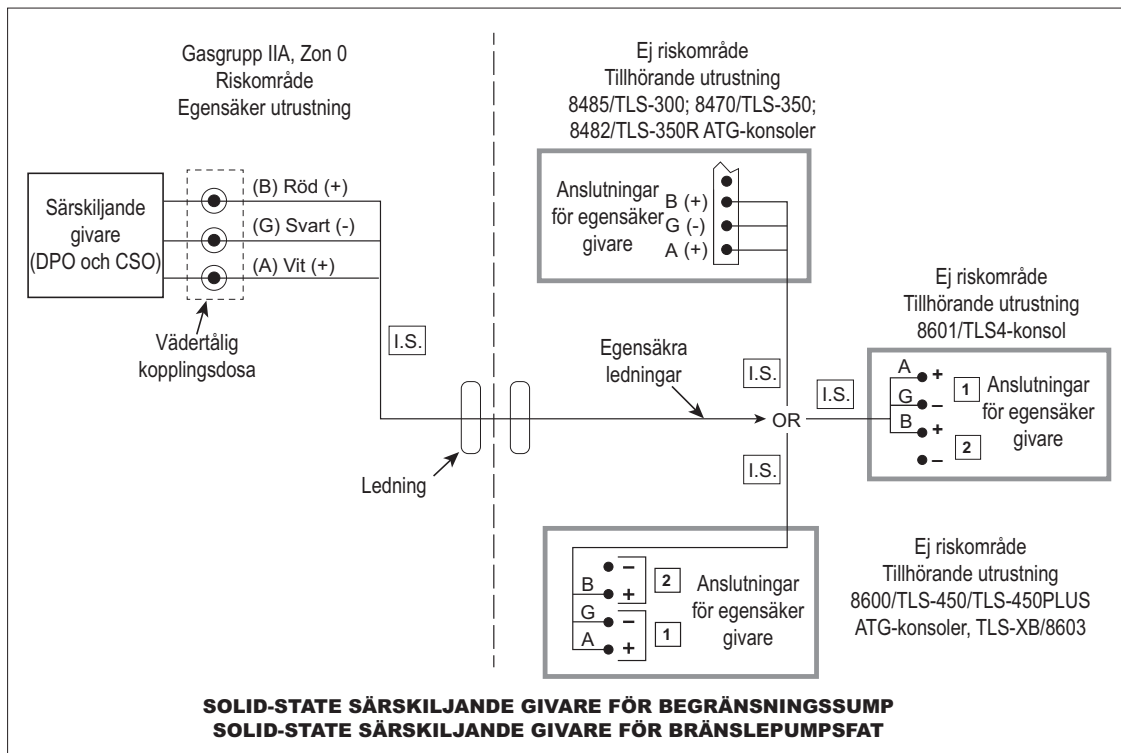 Gasgrupp IIA, Zon 0
Riskområde
Egensäker utrustning
Ej riskområde
Tillhörande utrustning
8485/TLS-300; 8470/TLS-350;
8482/TLS-350R ATG-konsoler
Särskiljande
givare
(DPO och CSO)
(B) Röd (+)
(G) Svart (-)
(A) Vit (+)
Vädertålig
kopplingsdosa
I.S.
Ledning
Anslutningar
för egensäker
givare
B (+)
G (-)
A (+)
Egensäkra
ledningar
I.S.
OR
I.S.
I.S.
Ej riskområde
Tillhörande utrustning
8601/TLS4-konsol
A +
G –
B +
–
1
2
Anslutningar
för egensäker
givare
–
B +
G –
A +
2
1
Anslutningar
för egensäker
givare
Ej riskområde
Tillhörande utrustning
8600/TLS-450/TLS-450PLUS
ATG-konsoler, TLS-XB/8603
SOLID-STATE SÄRSKILJANDE GIVARE FÖR BEGRÄNSNINGSSUMP
SOLID-STATE SÄRSKILJANDE GIVARE FÖR BRÄNSLEPUMPSFAT